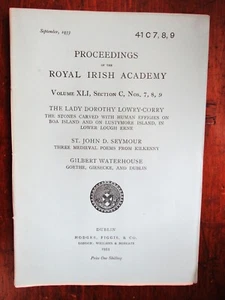 September, 1933
41 C 7, 8, 9
PROCEEDINGS
OF THE
ROYAL IRISH ACADEMY
VOLUME XLI, SECTION C, NOS. 7, 8, 9
THE LADY DOROTHY LOWRY-CORRY
THE STONES CARVED WITH HUMAN EFFIGIES ON
BOA ISLAND AND ON LUSTYMORE ISLAND, IN
LOWER LOUGH ERNE
ST. JOHN D. SEYMOUR
THREE MEDIEVAL POEMS FROM KILKENNY
GILBERT WATERHOUSE
GOETHE, GIESECKE, AND DUBLIN
DUBLIN
HODGES, FIGGIS, & CO.
LONDON: WILLIAMS & NORGATE
1933
Price One Shilling